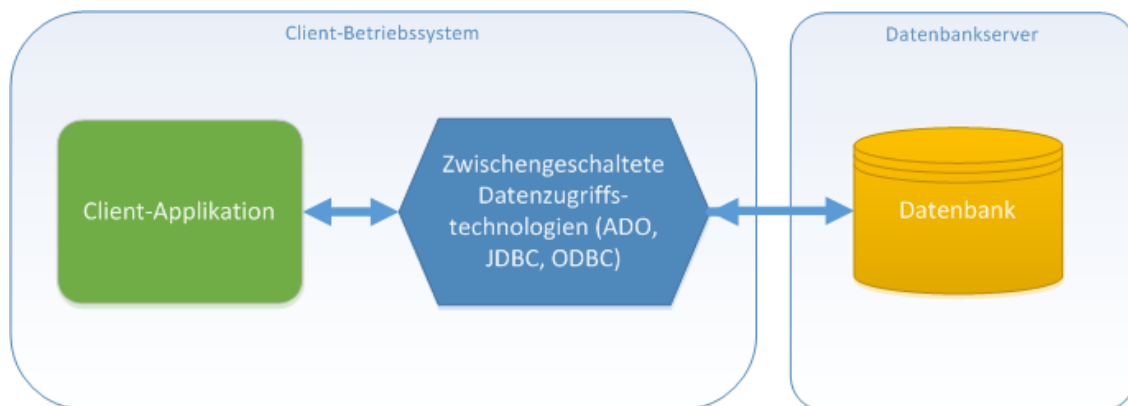 Client-Betriebssystem
Datenbankserver
Client-Applikation
Zwischengeschaltete
Datenzugriffs-
technologien (ADO,
JDBC, ODBC)
Datenbank